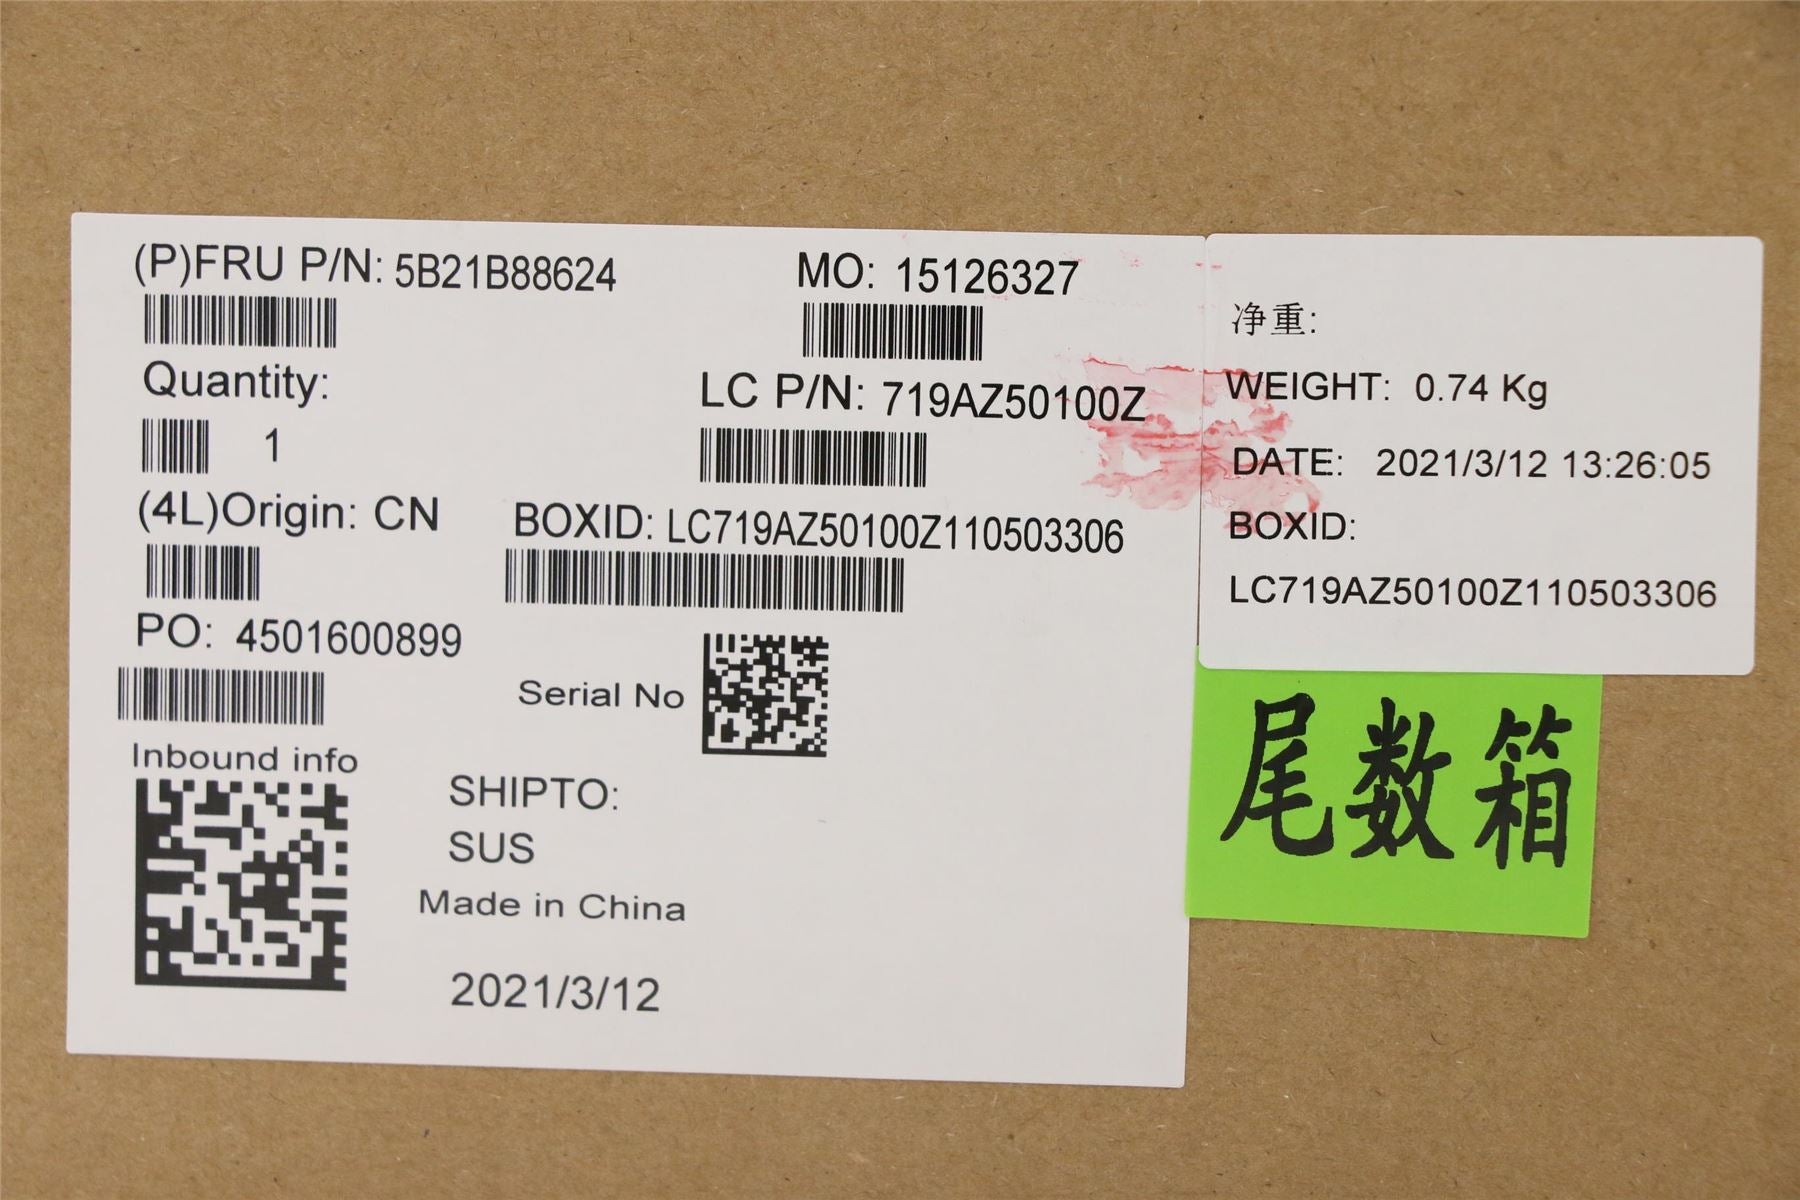 (P)FRU P/N: 5B21B88624
MO: 15126327
Quantity:
1
LC P/N: 719AZ50100Z
(4L)Origin: CN
BOXID: LC719AZ50100Z110503306
PO: 4501600899
Serial No
Inbound info
SHIPTO:
SUS
Made in China
2021/3/12
净重:
WEIGHT: 0.74 Kg
DATE: 2021/3/12 13:26:05
BOXID:
LC719AZ50100Z110503306
尾数箱